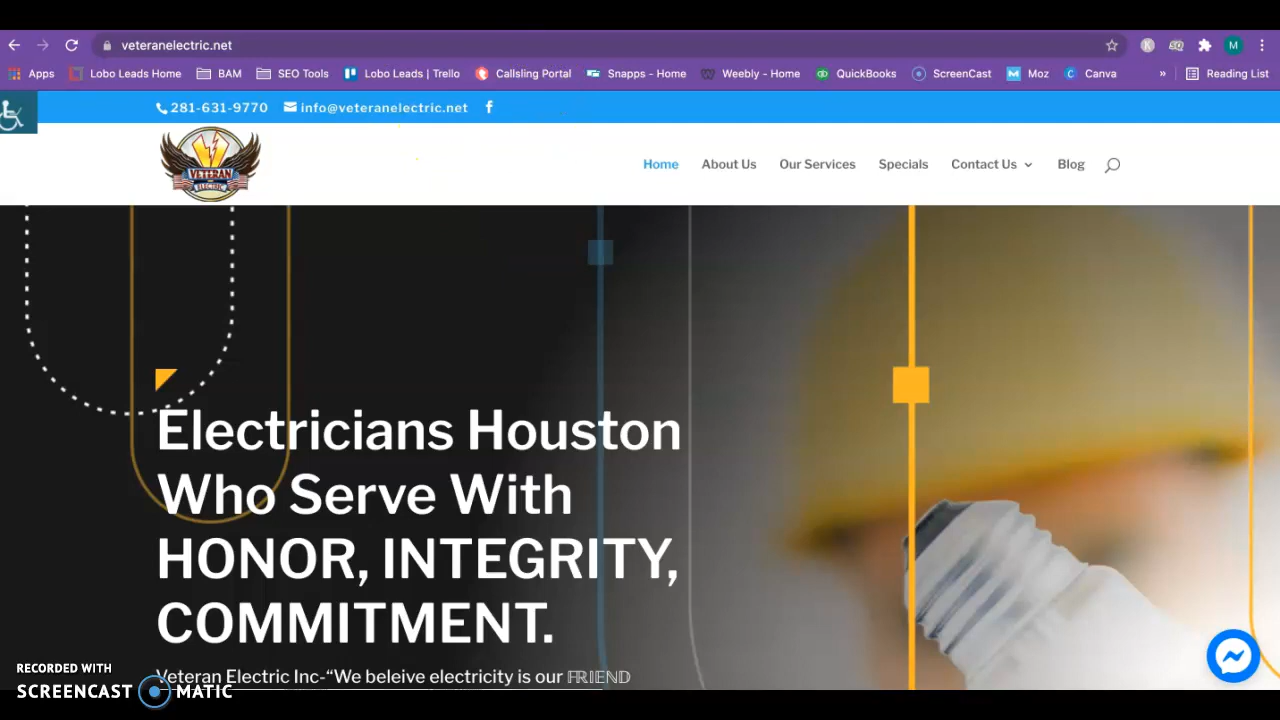 veteranelectric.net
M
Apps
Lobo Leads Home
BAM
SEO Tools
Lobo Leads | Trello
Callsling Portal
Snapps - Home
Weebly - Home
QuickBooks
ScreenCast
Moz
Canva
»
Reading List
281-631-9770
info@veteranelectric.net
VETERAN
ELECTRIC
Home
About Us
Our Services
Specials
Contact Us
Blog
Electricians Houston
Who Serve With
HONOR, INTEGRITY,
COMMITMENT.
Veteran Electric Inc-“We beleive electricity is our FRIEND
RECORDED WITH
SCREENCAST MATIC